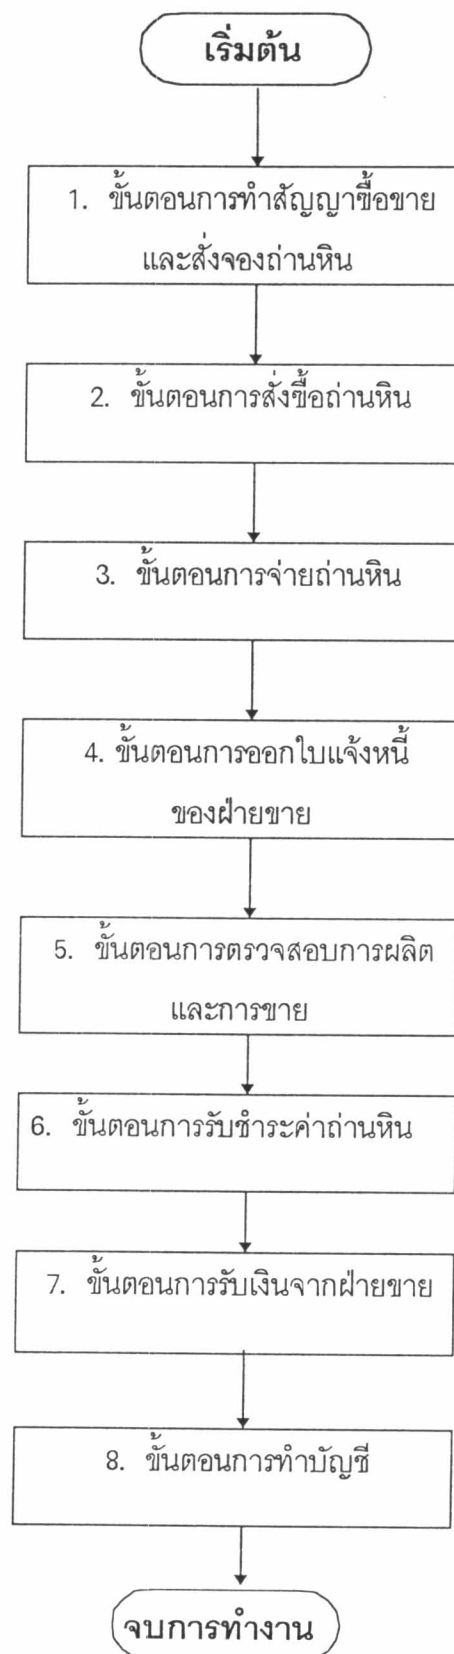 เริ่มต้น
1. ขั้นตอนการทำสัญญาซื้อขาย
และสั่งจองถ่านหิน
2. ขั้นตอนการสั่งซื้อถ่านหิน
3. ขั้นตอนการจ่ายถ่านหิน
4. ขั้นตอนการออกใบแจ้งหนี้
ของฝ่ายขาย
5. ขั้นตอนการตรวจสอบการผลิต
และการขาย
6. ขั้นตอนการรับชำระค่าถ่านหิน
7. ขั้นตอนการรับเงินจากฝ่ายขาย
8. ขั้นตอนการทำบัญชี
จบการทำงาน